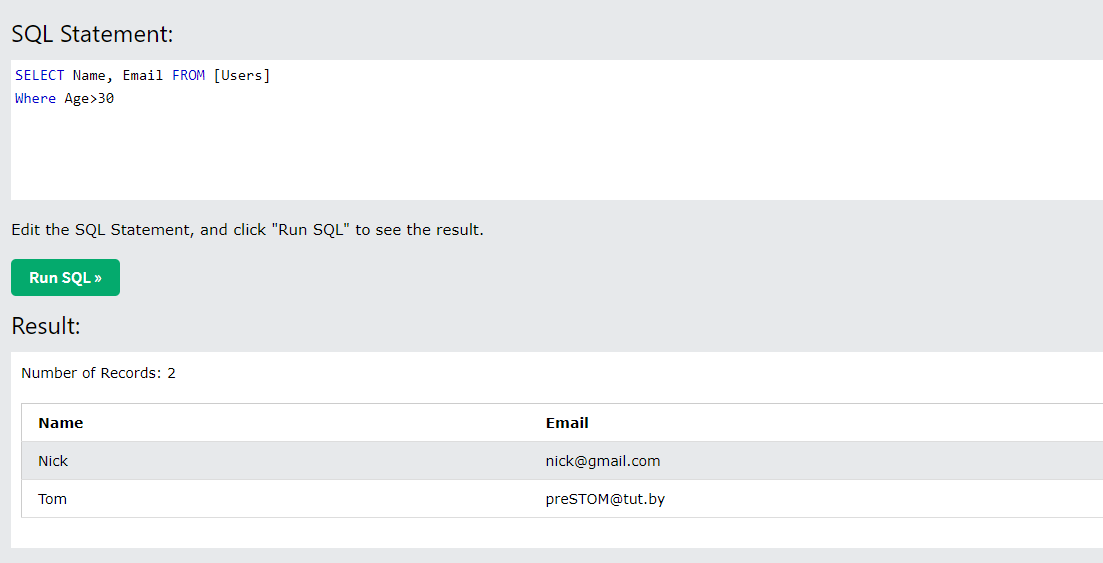 SQL Statement:
SELECT Name, Email FROM [Users]
Where Age>30
Edit the SQL Statement, and click "Run SQL" to see the result.
Run SQL »
Result:
Number of Records: 2
Name Email
Nick nick@gmail.com
Tom preSTOM@tut.by